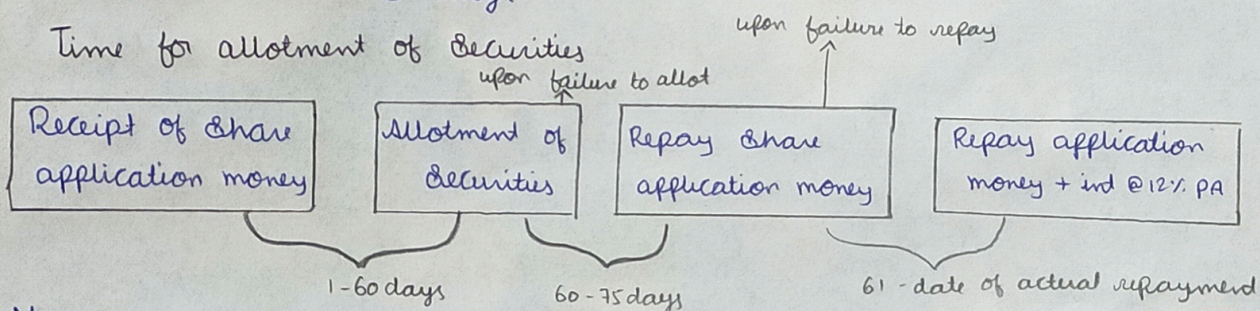 Time for allotment of Securities
upon failure to allot
upon failure to repay
Receipt of Share
application money
Allotment of
Securities
Repay Share
application money
Repay application
money + int @12% PA
1-60 days
60-75 days
61-date of actual repayment